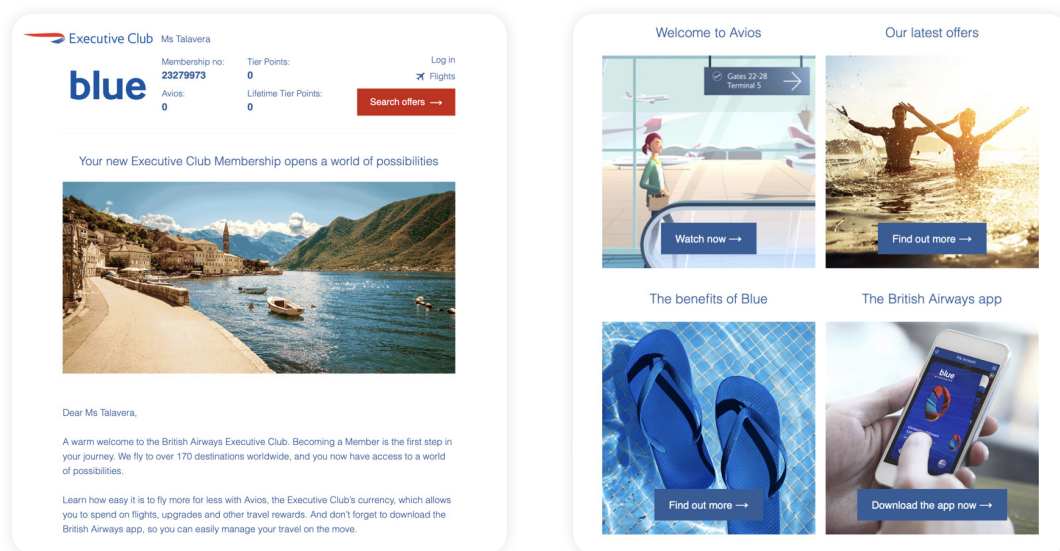 Executive Club Ms Talavera
blue
Membership no:
23279973
Tier Points:
0
Avios:
0
Lifetime Tier Points:
0
Log in
Flights
Search offers →
Your new Executive Club Membership opens a world of possibilities
Dear Ms Talavera,
A warm welcome to the British Airways Executive Club. Becoming a Member is the first step in
your journey. We fly to over 170 destinations worldwide, and you now have access to a world
of possibilities.
Learn how easy it is to fly more for less with Avios, the Executive Club's currency, which allows
you to spend on flights, upgrades and other travel rewards. And don't forget to download the
British Airways app, so you can easily manage your travel on the move.
Welcome to Avios
Gates 22-28
Terminal 5
Watch now →
Our latest offers
Find out more →
The benefits of Blue
Find out more →
The British Airways app
My account
blue
Download the app now →